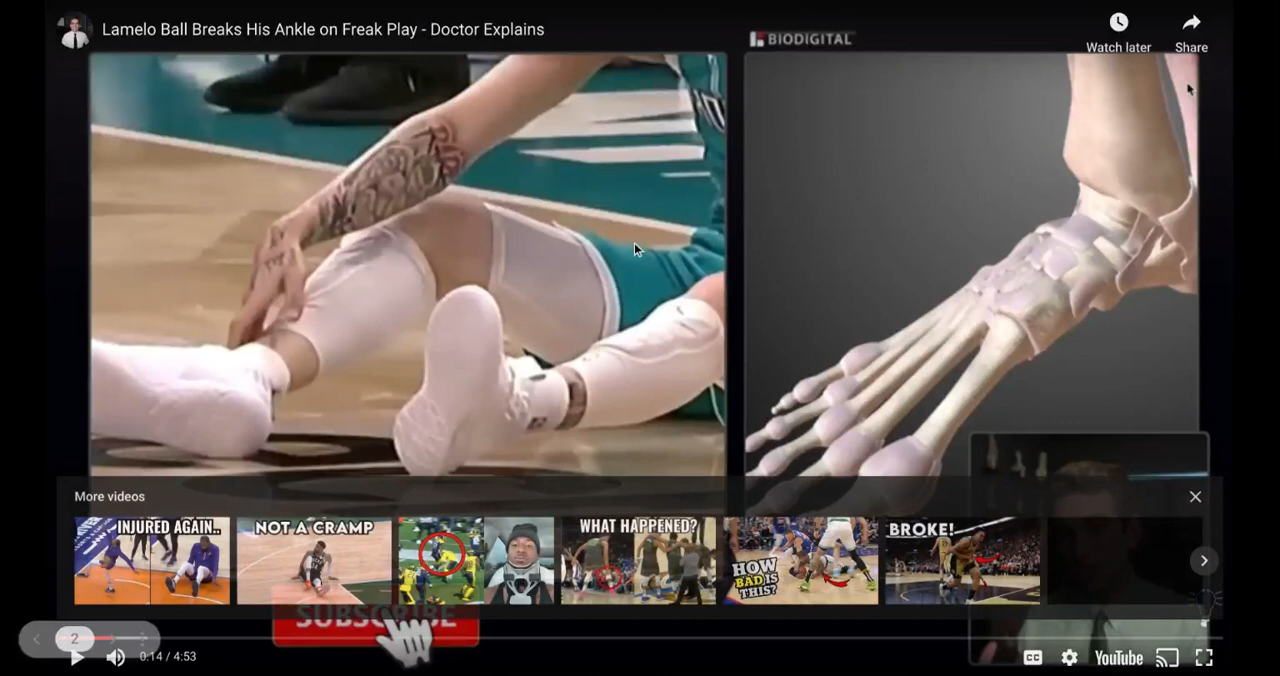 Lamelo Ball Breaks His Ankle on Freak Play - Doctor Explains
Watch later
Share
BIODIGITAL
More videos
INJURED AGAIN..
NOT A CRAMP
WHAT HAPPENED?
HOW
BAD IS
THIS?
BROKE!
SUBSCRIBE
2
0:14 / 4:53
CC
YouTube